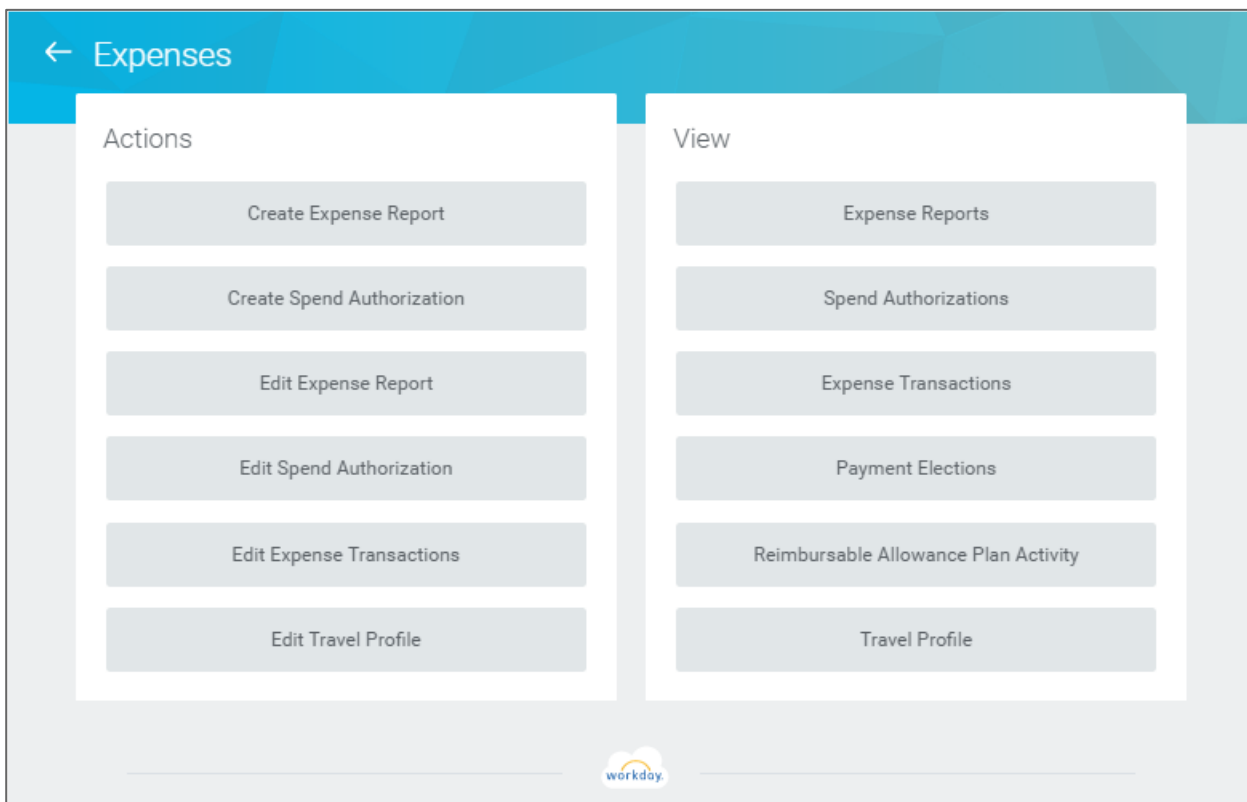 Expenses
Actions
Create Expense Report
Create Spend Authorization
Edit Expense Report
Edit Spend Authorization
Edit Expense Transactions
Edit Travel Profile
View
Expense Reports
Spend Authorizations
Expense Transactions
Payment Elections
Reimbursable Allowance Plan Activity
Travel Profile
workday.